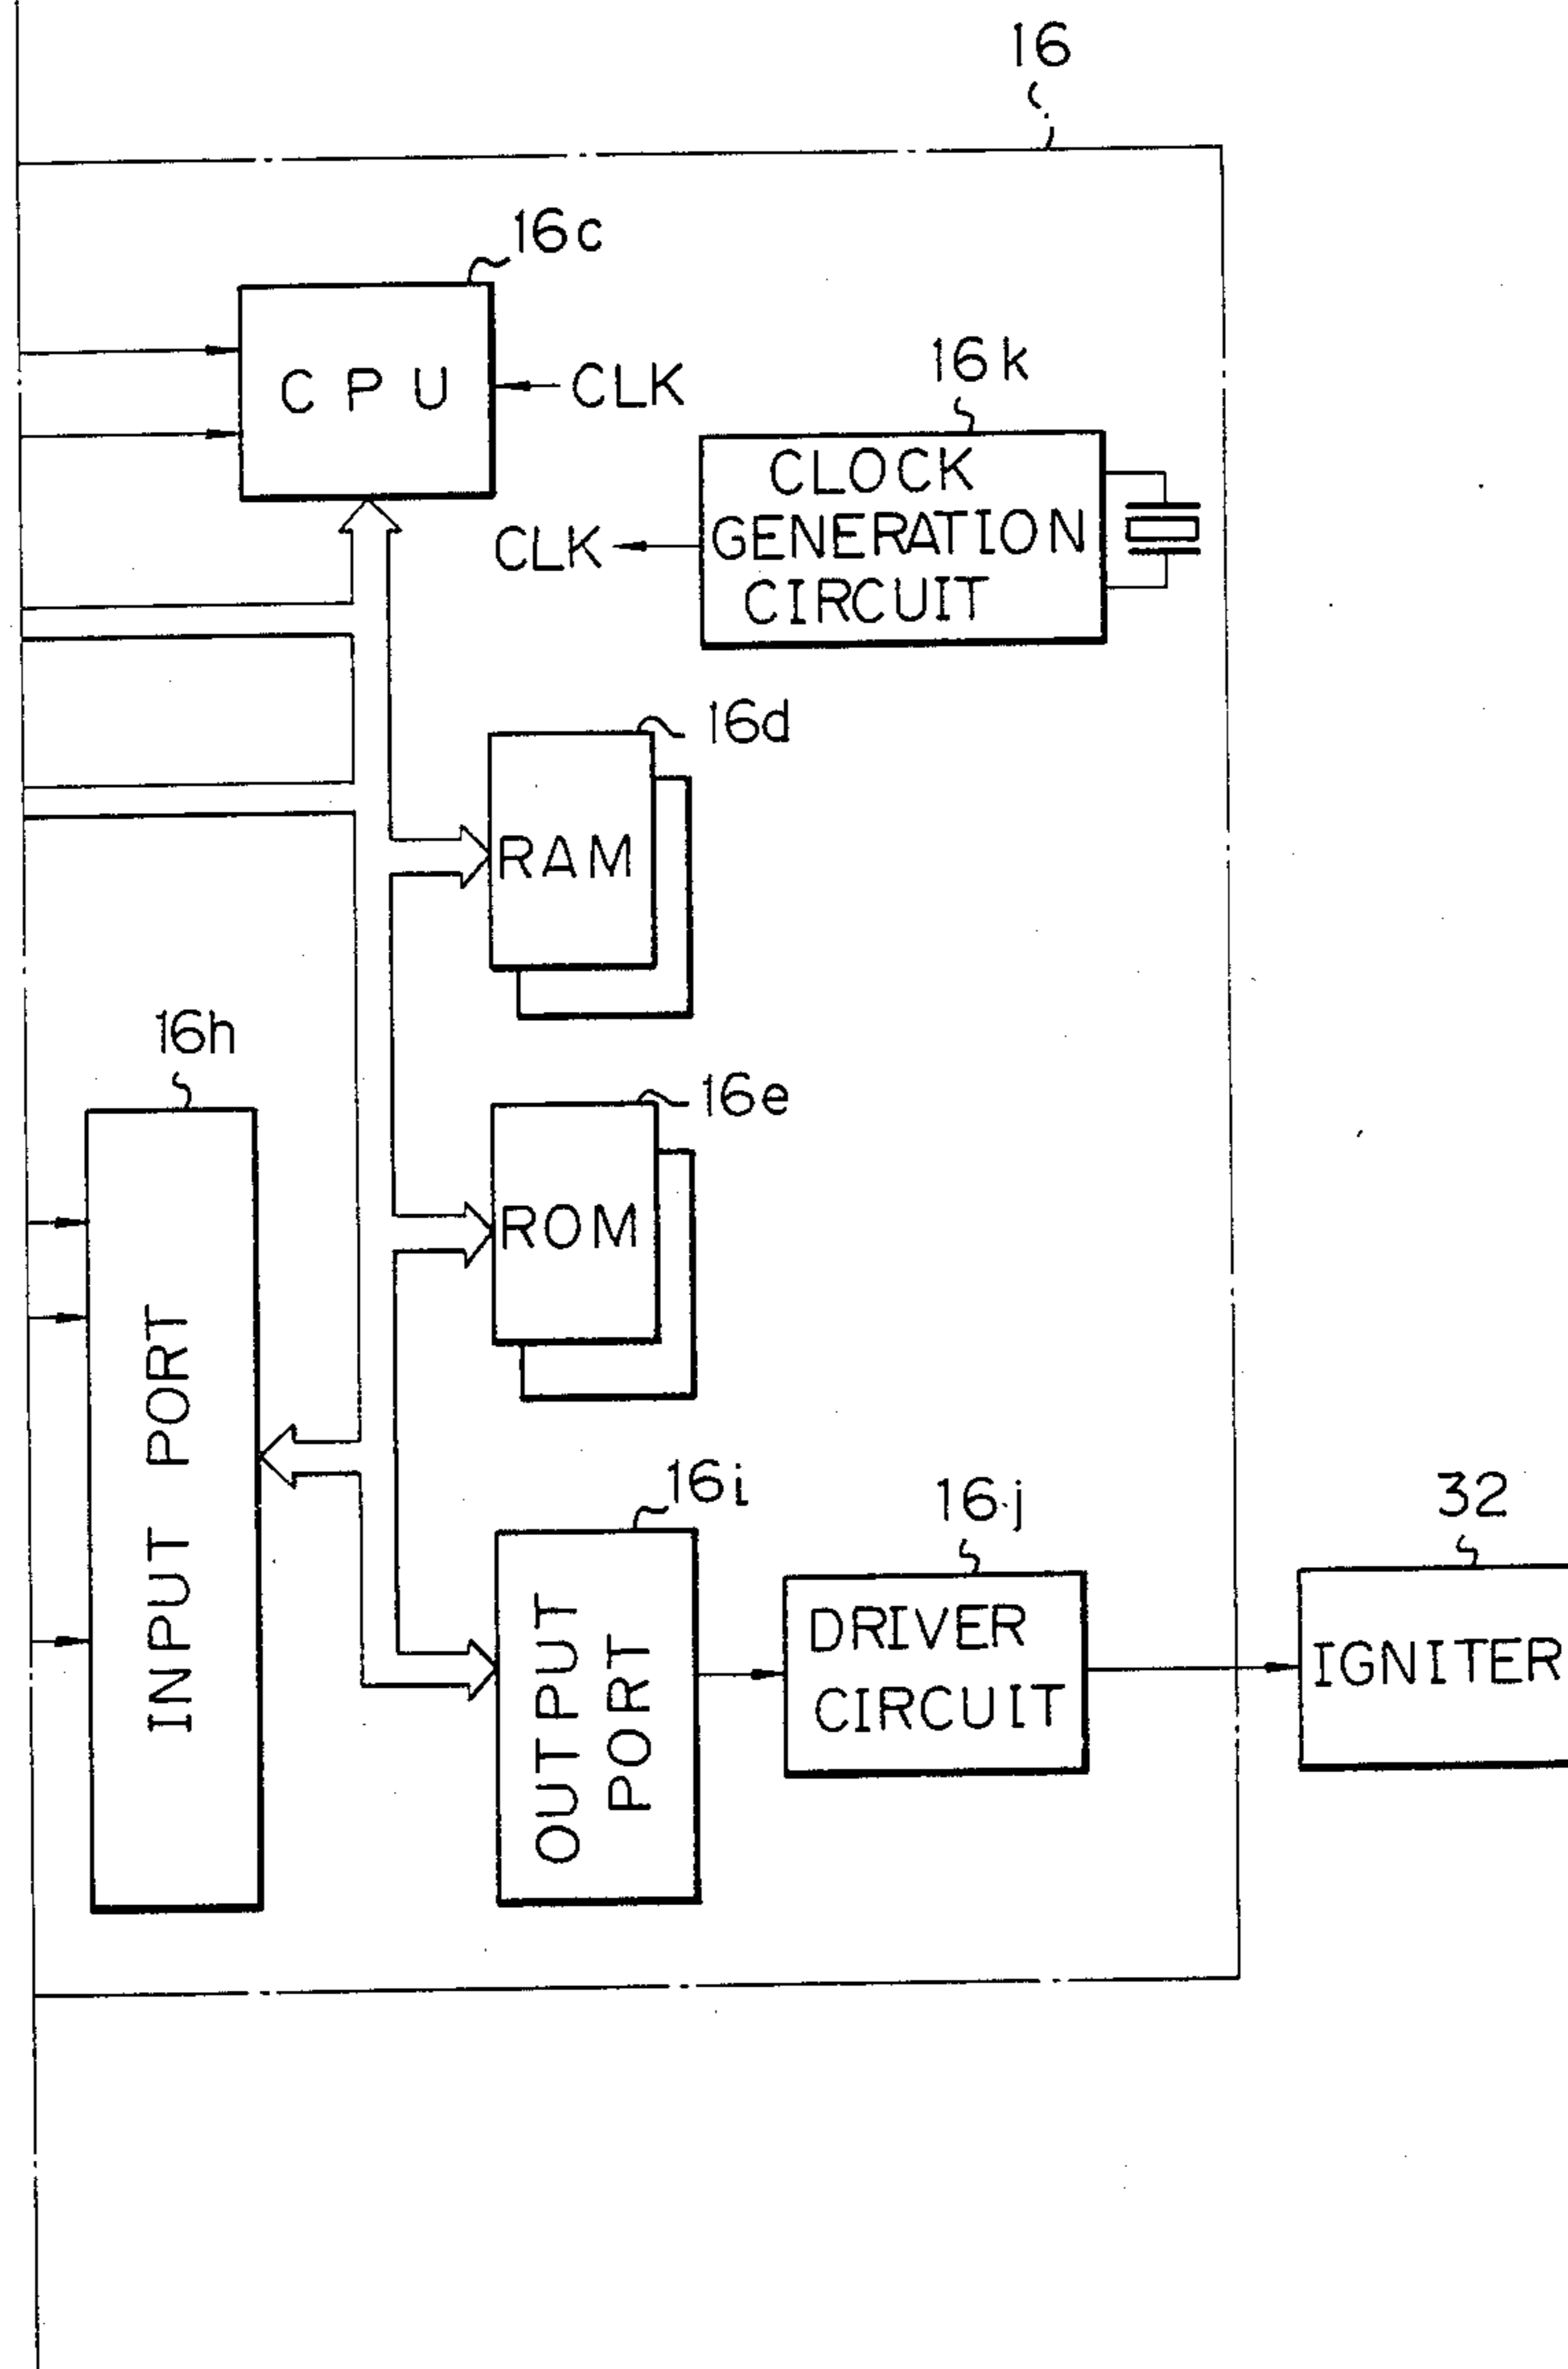 16
16c
CPU
CLK
16k
CLOCK
GENERATION
CIRCUIT
CLK
16d
RAM
16h
16e
ROM
INPUT PORT
16i
OUTPUT
PORT
16j
DRIVER
CIRCUIT
32
IGNITER